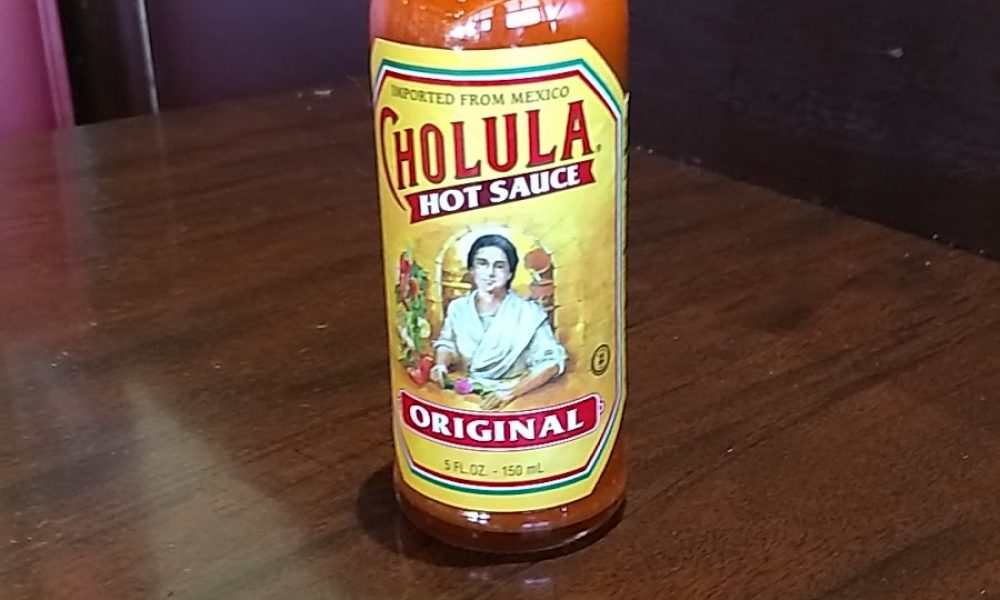 IMPORTED FROM MEXICO
CHOLULA
HOT SAUCE
ORIGINAL
5 FL.OZ. - 150 mL